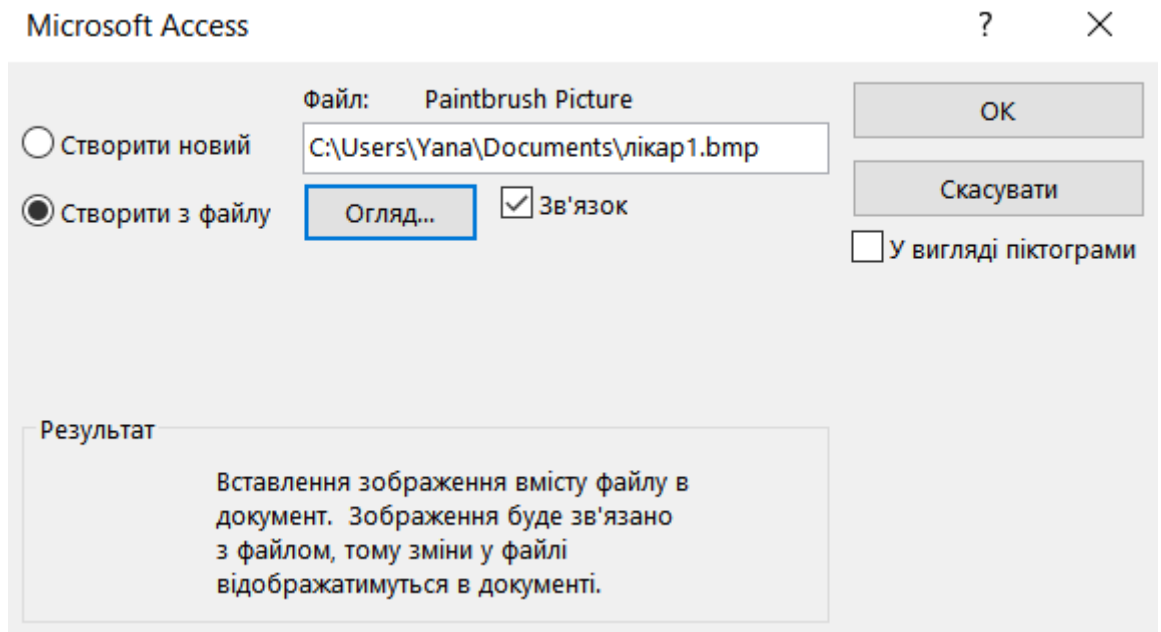 Microsoft Access
Файл: Paintbrush Picture
Створити новий
C:\Users\Yana\Documents\лікар1.bmp
OK
Створити з файлу
Огляд...
Зв'язок
Скасувати
У вигляді піктограми
Результат
Вставлення зображення вмісту файлу в
документ. Зображення буде зв'язано
з файлом, тому зміни у файлі
відображатимуться в документі.